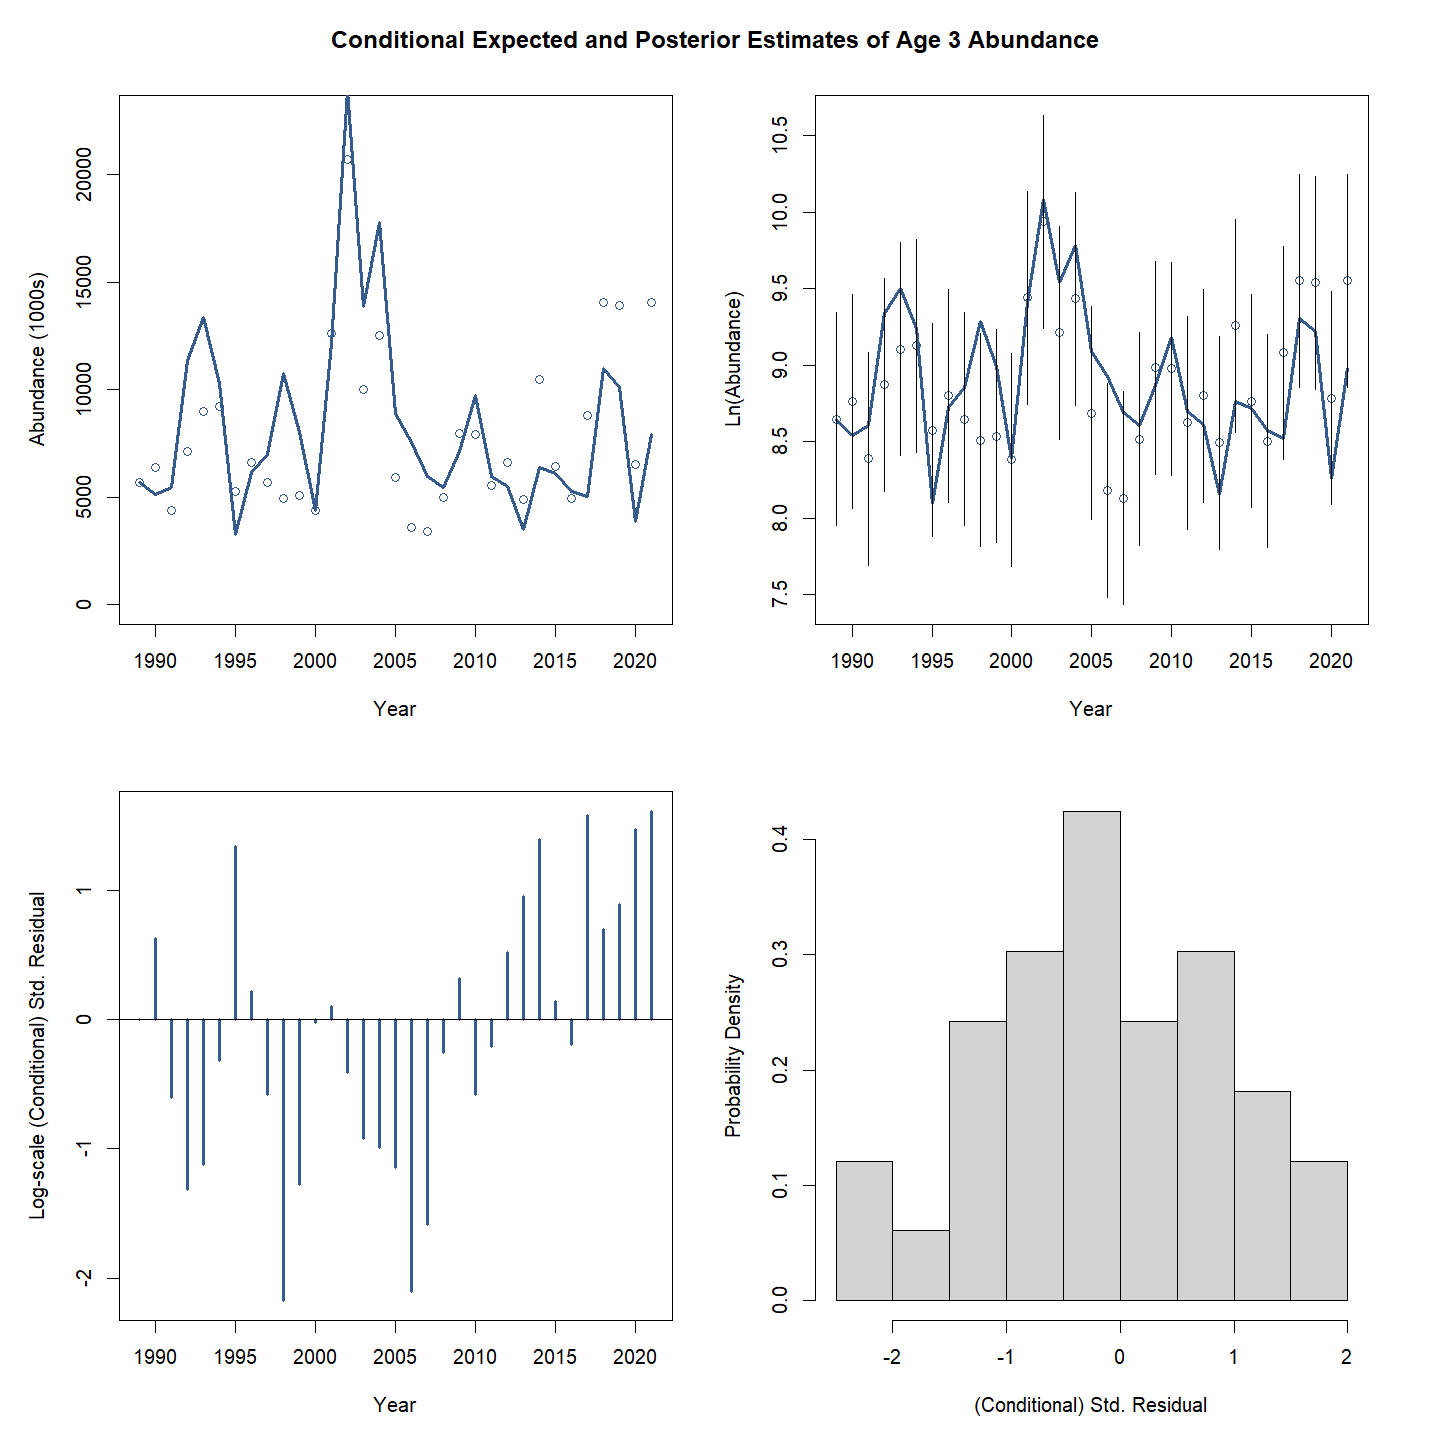 Conditional Expected and Posterior Estimates of Age 3 Abundance
Abundance (1000s)
20000
15000
10000
5000
0
1990 1995 2000 2005 2010 2015 2020
Year
Ln(Abundance)
10.5
10.0
9.5
9.0
8.5
8.0
7.5
1990 1995 2000 2005 2010 2015 2020
Year
Log-scale (Conditional) Std. Residual
1
0
-1
-2
1990 1995 2000 2005 2010 2015 2020
Year
Probability Density
0.4
0.3
0.2
0.1
0.0
-2 -1 0 1 2
(Conditional) Std. Residual